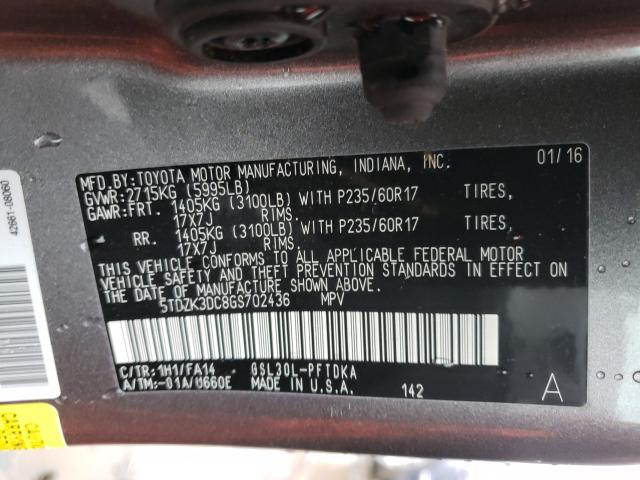 MFD.BY:TOYOTA MOTOR MANUFACTURING, INDIANA, INC. 01/16
GVWR:2715KG (5995LB)
GAWR:FRT. 1405KG (3100LB) WITH P235/60R17 TIRES,
17X7J RIMS.
RR. 1405KG (3100LB) WITH P235/60R17 TIRES,
17X7J RIMS.
THIS VEHICLE CONFORMS TO ALL APPLICABLE FEDERAL MOTOR
VEHICLE SAFETY AND THEFT PREVENTION STANDARDS IN EFFECT ON
THE DATE OF MANUFACTURE SHOWN ABOVE.
5TDZK3DC8GS702436 MPV
C/TR:1H1/FA14 GSL30L-PFTDKA
A/TM:-01A/U660E MADE IN U.S.A. 142 A
42661-08060